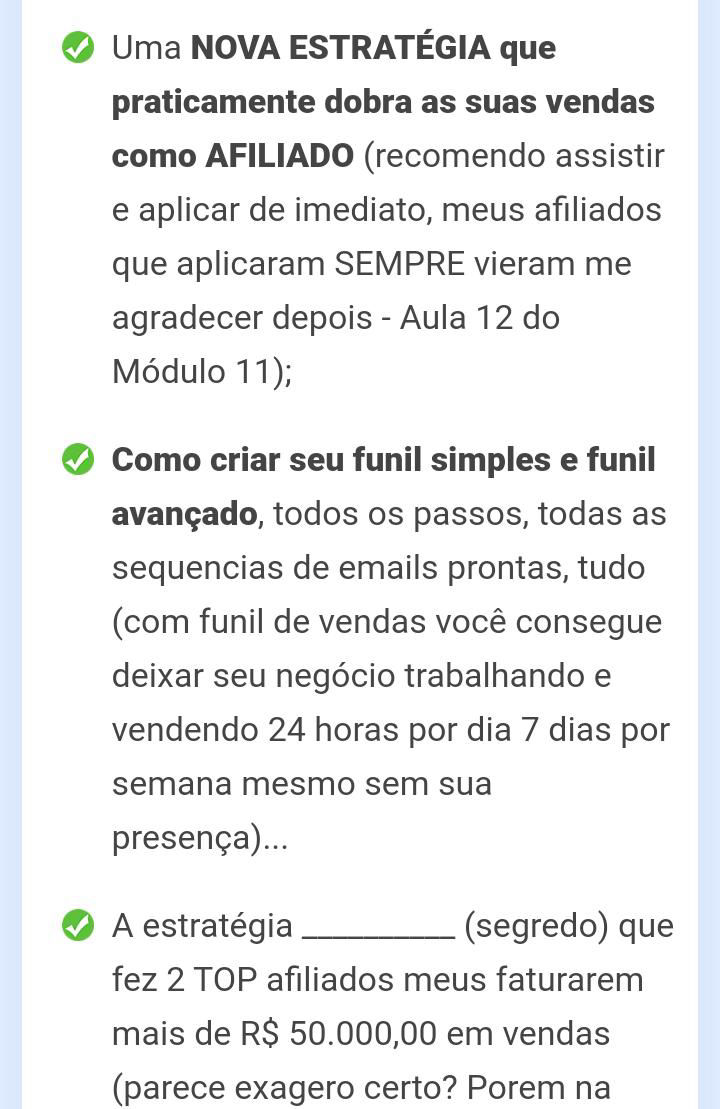 Uma NOVA ESTRATÉGIA que
praticamente dobra as suas vendas
como AFILIADO (recomendo assistir
e aplicar de imediato, meus afiliados
que aplicaram SEMPRE vieram me
agradecer depois - Aula 12 do
Módulo 11);
Como criar seu funil simples e funil
avançado, todos os passos, todas as
sequencias de emails prontas, tudo
(com funil de vendas você consegue
deixar seu negócio trabalhando e
vendendo 24 horas por dia 7 dias por
semana mesmo sem sua
presença)...
A estratégia __________ (segredo) que
fez 2 TOP afiliados meus faturarem
mais de R$ 50.000,00 em vendas
(parece exagero certo? Porem na